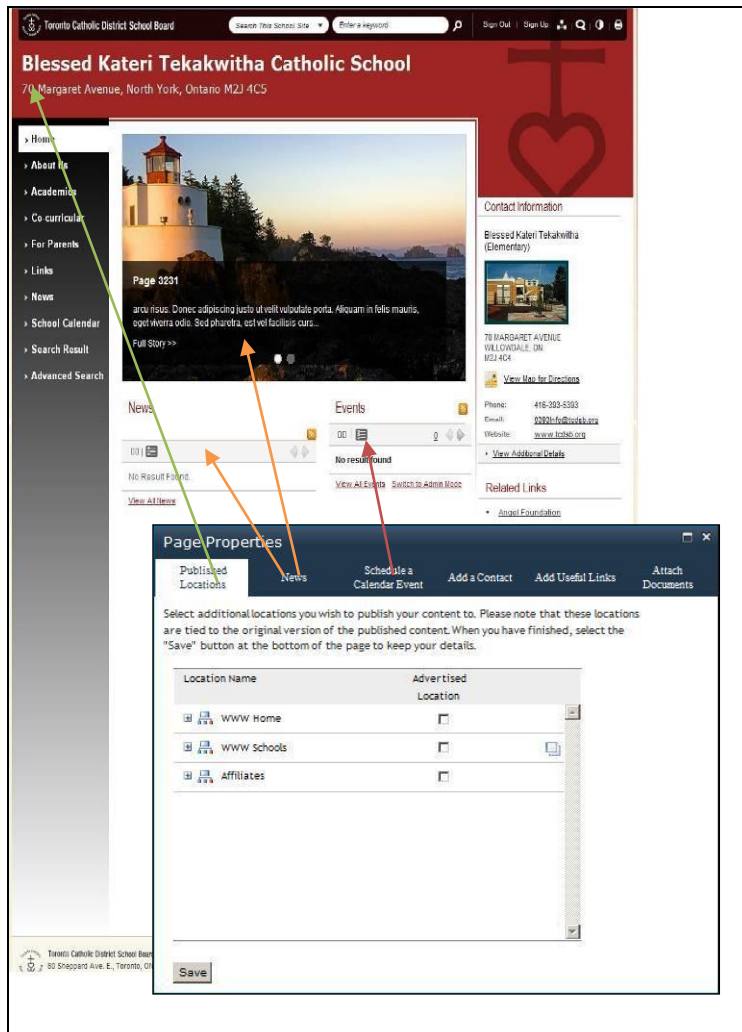 Toronto Catholic District School Board
Search This School Site
Enter a keyword
Sign Out | Sign Up
Blessed Kateri Tekakwitha Catholic School
70 Margaret Avenue, North York, Ontario M2J 4C5
Home
About Us
Academics
Co-curricular
For Parents
Links
News
School Calendar
Search Result
Advanced Search
Page 3231
arcu risus. Donec adipiscing justo ut velit vulputate porta. Aliquam in felis mauris,
eget viverra odio. Sed pharetra, est vel facilisis curs...
Full Story >>
News
No Result Found.
View All News
Events
0
No result found
View All Events Switch to Admin Mode
Contact Information
Blessed Kateri Tekakwitha
(Elementary)
70 MARGARET AVENUE
WILLOWDALE, ON
M2J 4C4
View Map for Directions
Phone: 416-393-5393
Email:
Website: www.tcdsb.org
View Additional Details
Related Links
• Angel Foundation
Page Properties
Published
Locations
News
Schedule a
Calendar Event
Add a Contact
Add Useful Links
Attach
Documents
Select additional locations you wish to publish your content to. Please note that these locations
are tied to the original version of the published content. When you have finished, select the
"Save" button at the bottom of the page to keep your details.
Location Name
Advertised
Location
WWW Home
WWW Schools
Affiliates
Save
Toronto Catholic District School Boar
80 Sheppard Ave. E., Toronto, ON